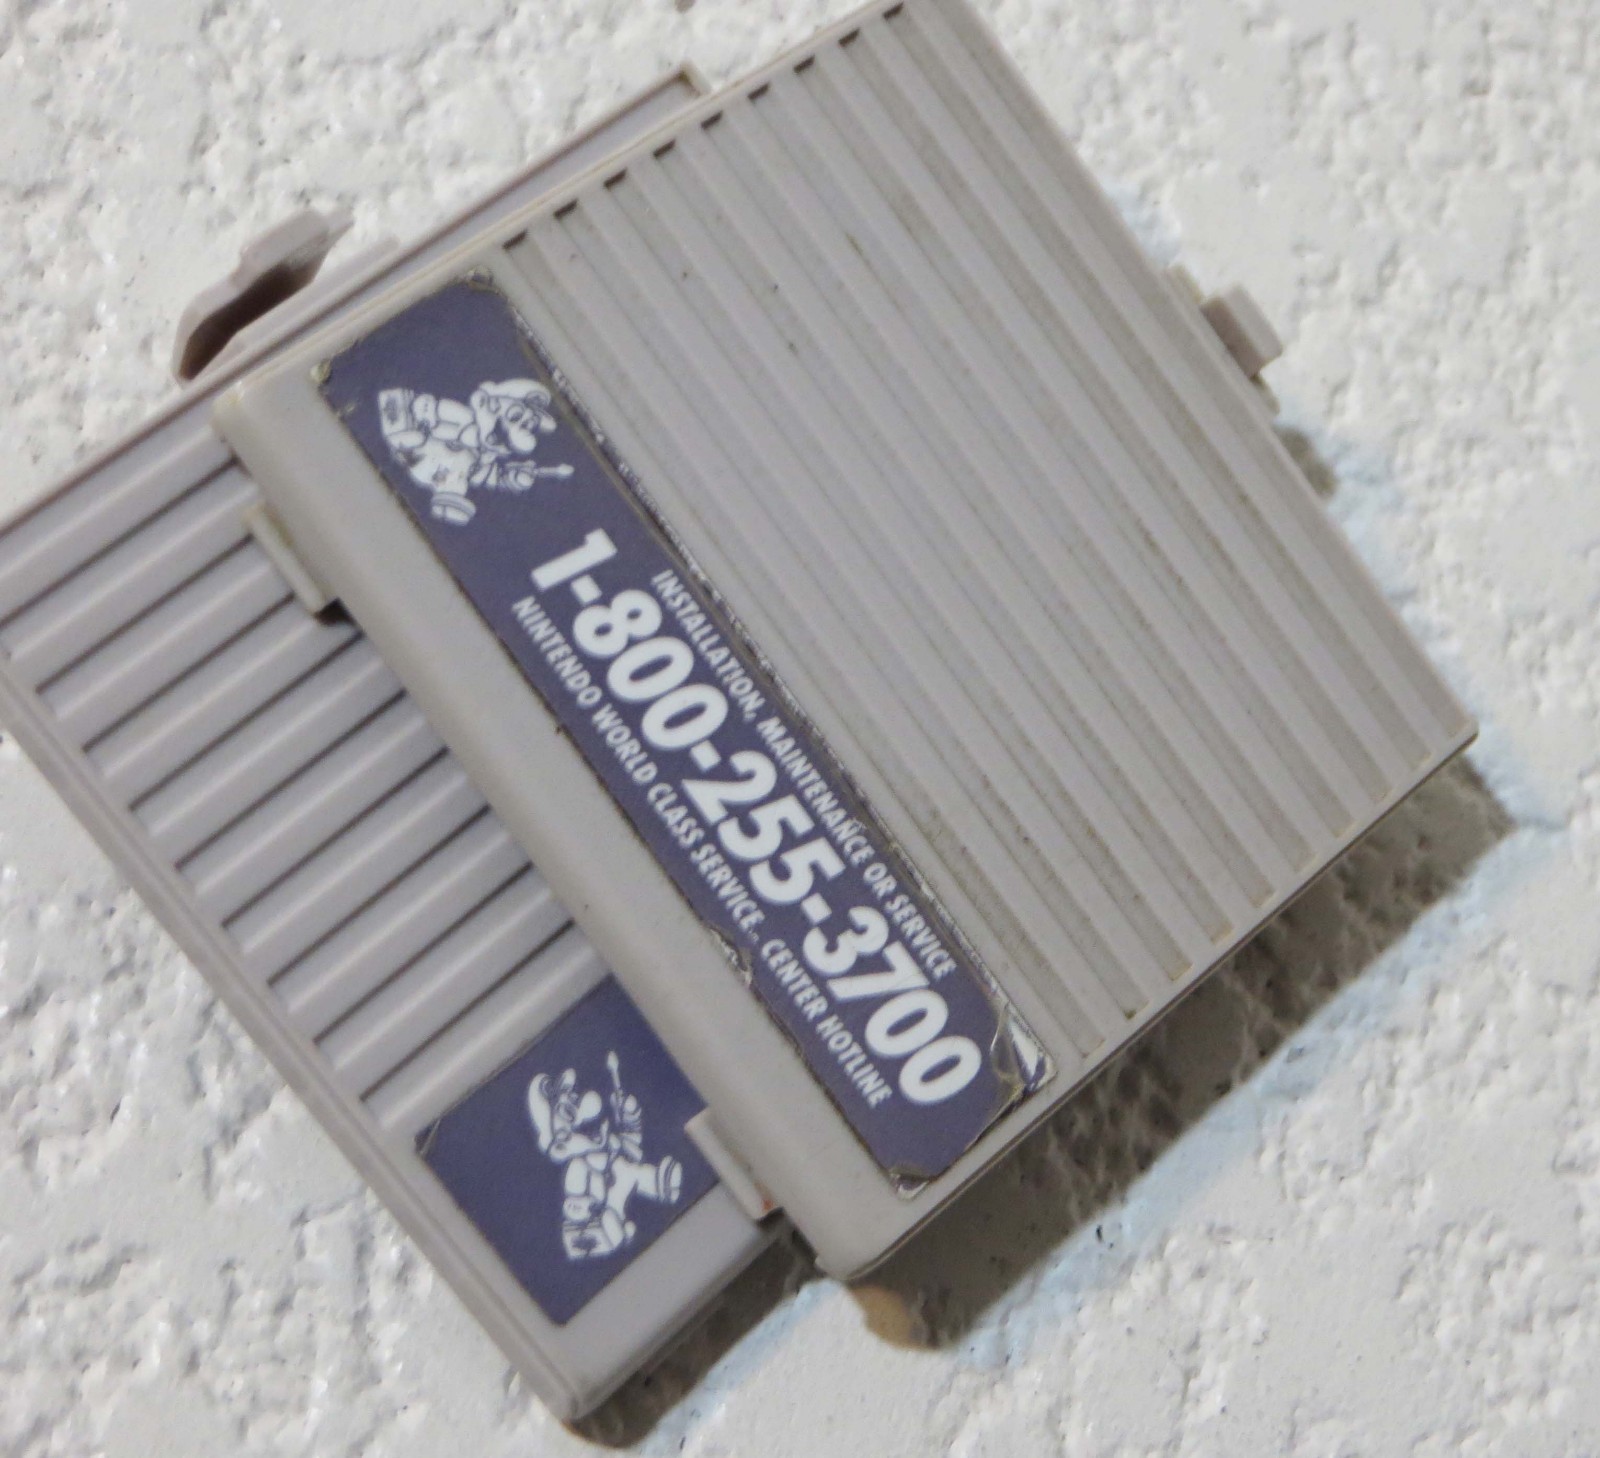 INSTALLATION, MAINTENANCE OR SERVICE
1-800-255-3700
NINTENDO WORLD CLASS SERVICE CENTER HOTLINE